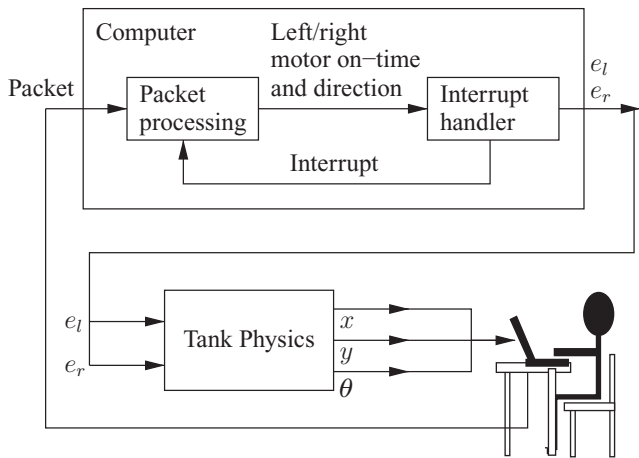 Computer
Left/right
motor on−time
and direction
Packet
Packet
processing
Interrupt
handler
e_l
e_r
Interrupt
e_l
e_r
Tank Physics
x
y
θ